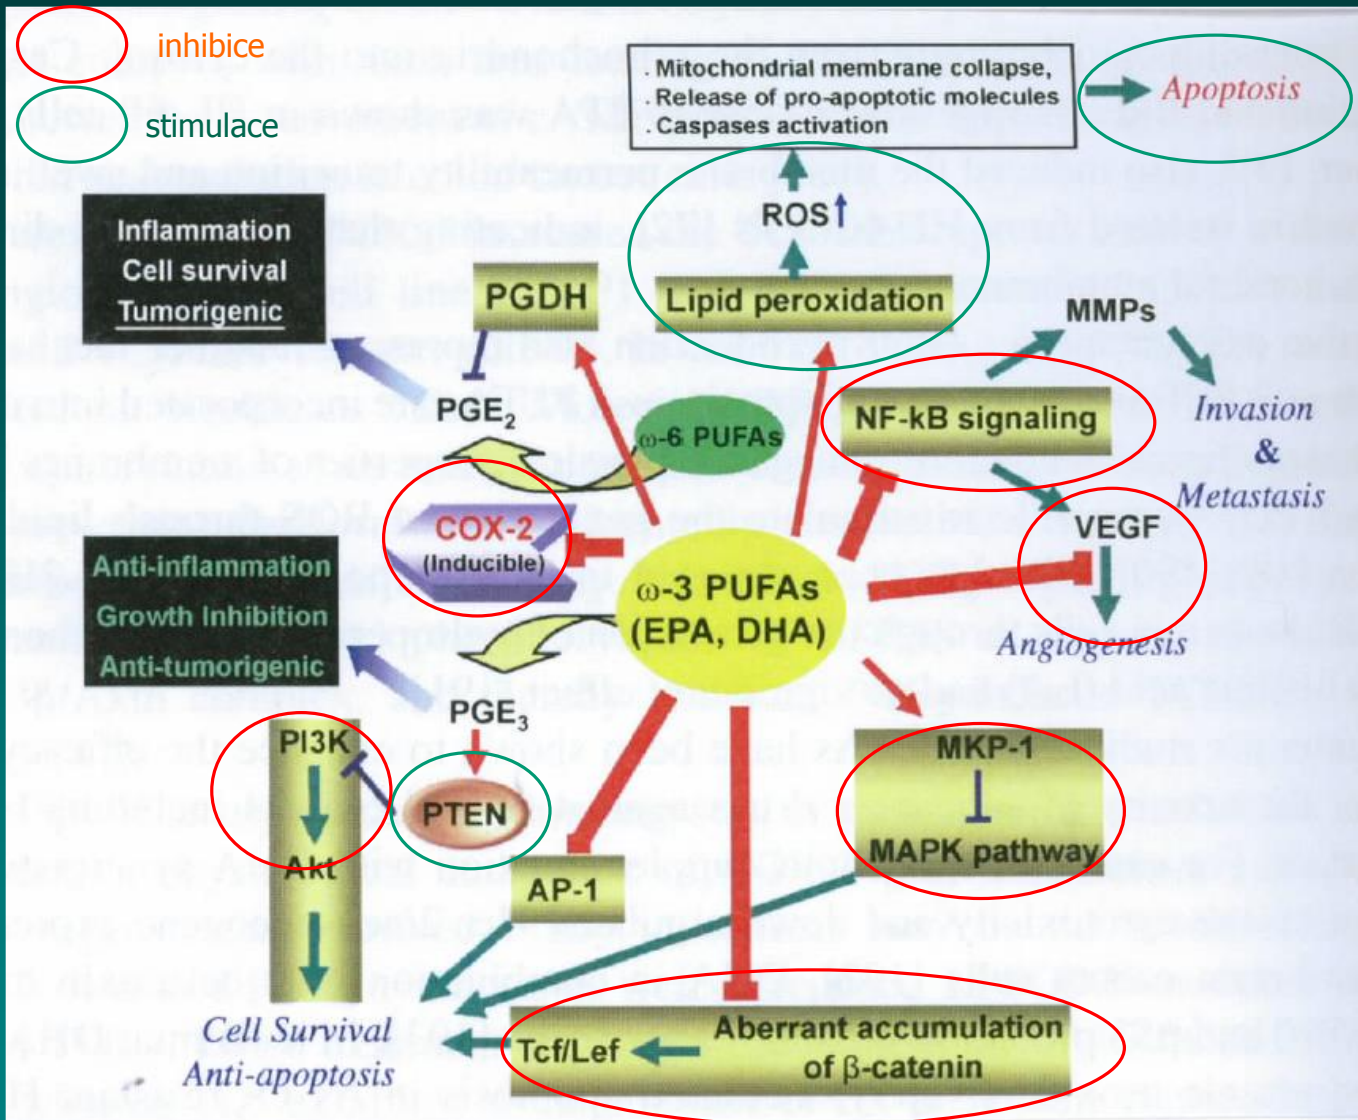 inhibice
stimulace
. Mitochondrial membrane collapse,
. Release of pro-apoptotic molecules
. Caspases activation
Apoptosis
ROS
Lipid peroxidation
Inflammation
Cell survival
Tumorigenic
PGDH
PGE2
ω-6 PUFAs
MMPs
NF-kB signaling
Invasion
&
Metastasis
VEGF
Angiogenesis
COX-2
(Inducible)
ω-3 PUFAs
(EPA, DHA)
Anti-inflammation
Growth Inhibition
Anti-tumorigenic
PGE3
PI3K
Akt
PTEN
AP-1
MKP-1
MAPK pathway
Aberrant accumulation
of β-catenin
Tcf/Lef
Cell Survival
Anti-apoptosis